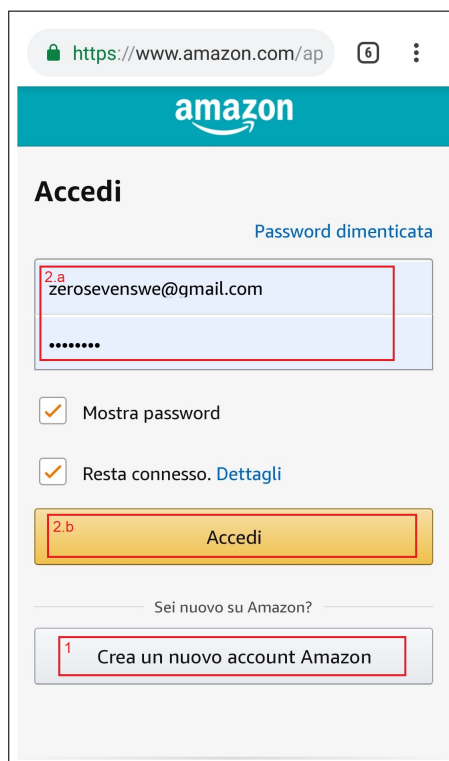 https://www.amazon.com/ap 6
amazon
Accedi
Password dimenticata
2.a
zerosevenswe@gmail.com
••••••••
Mostra password
Resta connesso. Dettagli
2.b
Accedi
Sei nuovo su Amazon?
1
Crea un nuovo account Amazon